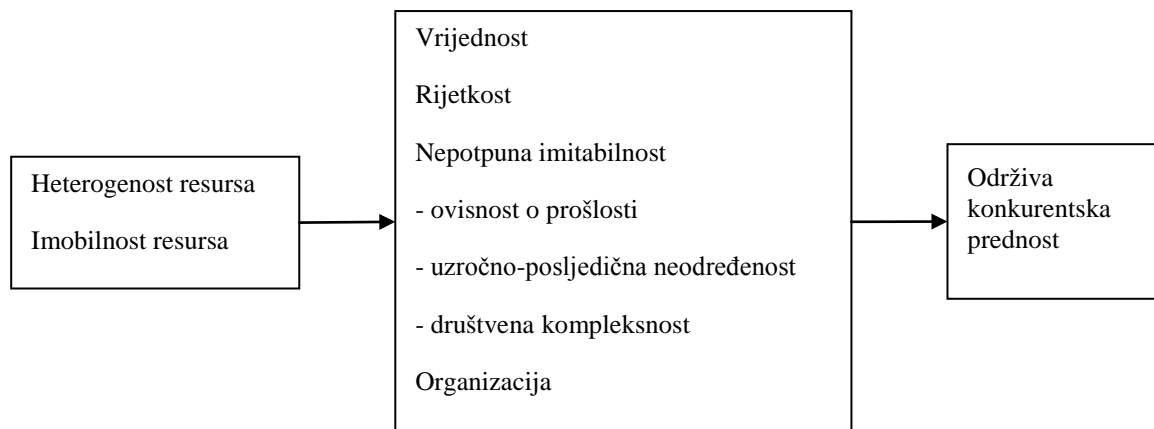 Heterogenost resursa
Imobilnost resursa
Vrijednost
Rijetkost
Nepotpuna imitabilnost
- ovisnost o prošlosti
- uzročno-posljedična neodređenost
- društvena kompleksnost
Organizacija
Održiva
konkurentska
prednost